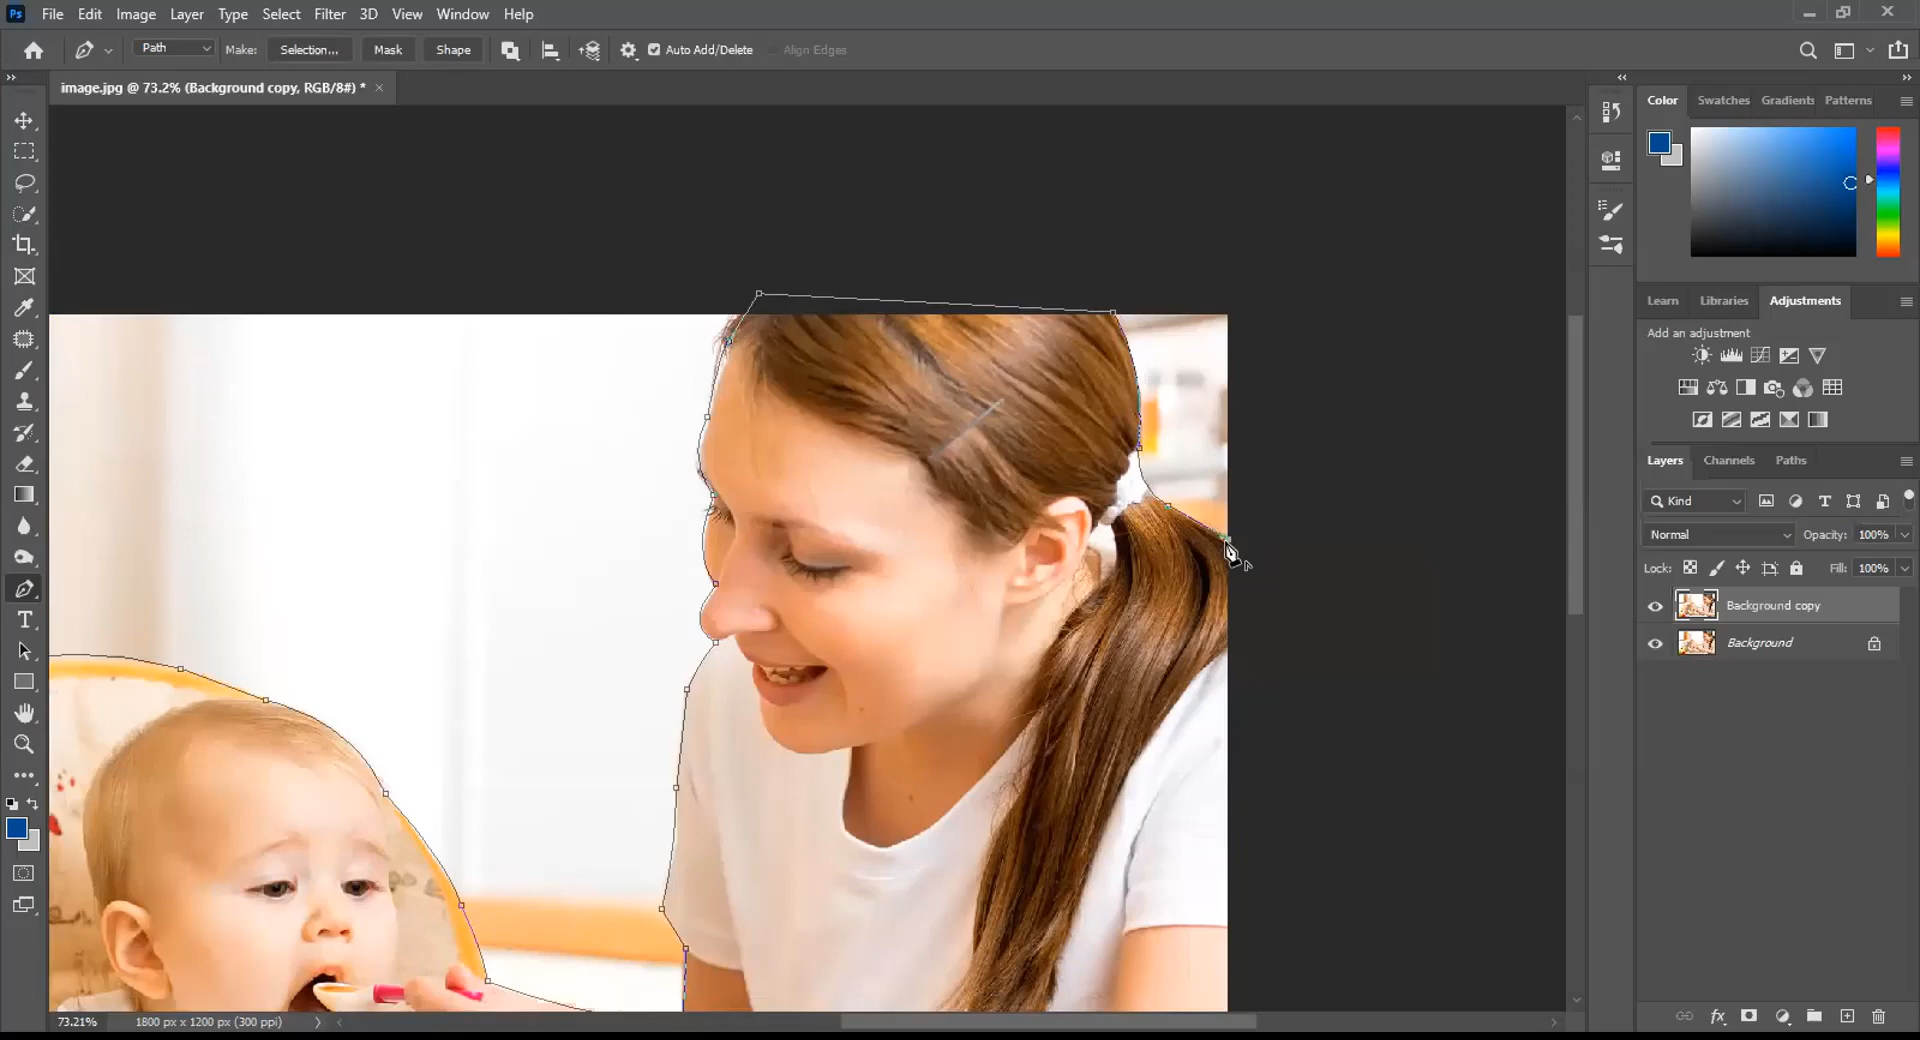 Ps File Edit Image Layer Type Select Filter 3D View Window Help
Path Make: Selection... Mask Shape Auto Add/Delete Align Edges
image.jpg @ 73.2% (Background copy, RGB/8#) * ×
Color Swatches Gradients Patterns
Learn Libraries Adjustments
Add an adjustment
Layers Channels Paths
Kind
Normal Opacity: 100%
Lock: Fill: 100%
Background copy
Background
73.21% 1800 px x 1200 px (300 ppi)